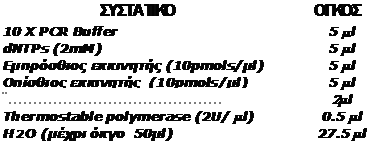 ΣΥΣΤΑΤΙΚΟ ΟΓΚΟΣ
10 X PCR Buffer 5 μl
dNTPs (2mM) 5 μl
Εμπρόσθιος εκκινητής (10pmols/μl) 5 μl
Οπίσθιος εκκινητής (10pmols/μl) 5 μl
¨........................................ 2μl
Thermostable polymerase (2U/ μl) 0.5 μl
H2O (μέχρι όγκο 50μl) 27.5 μl